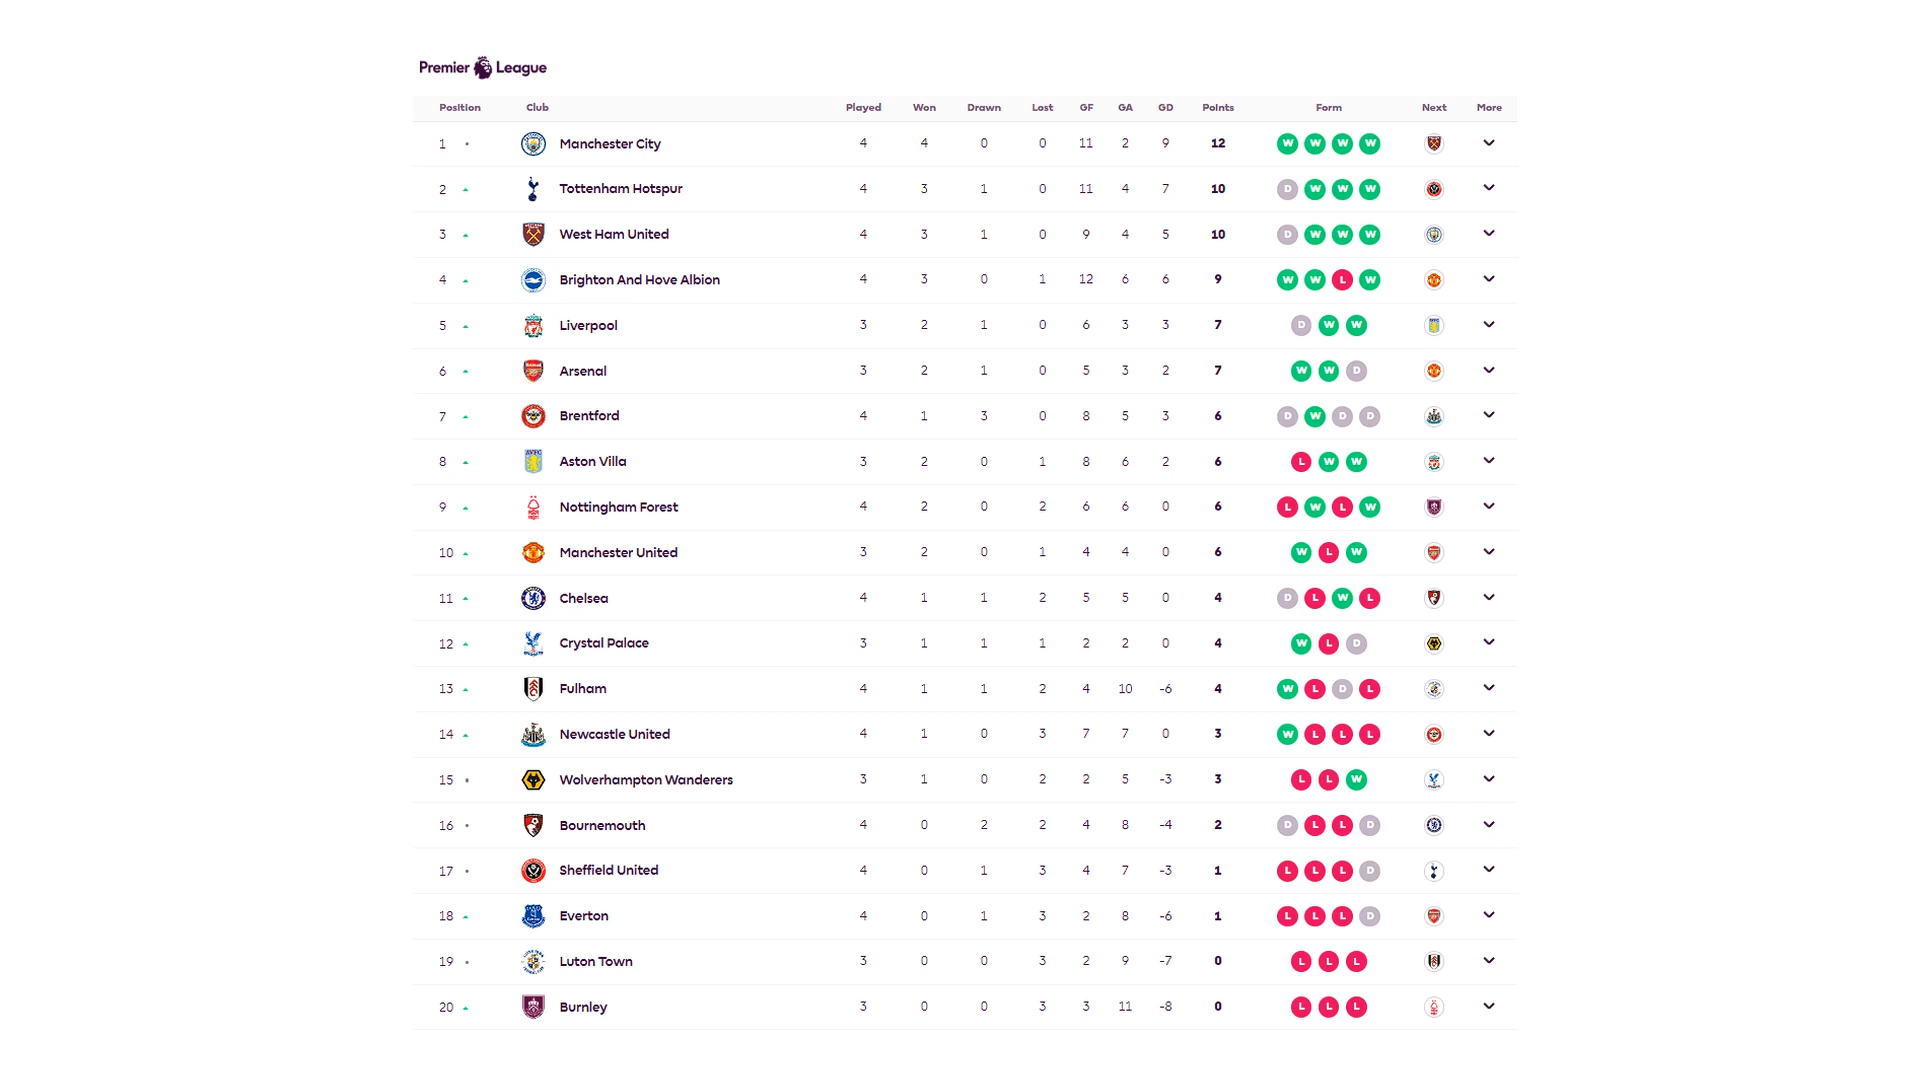 Premier League
Position Club Played Won Drawn Lost GF GA GD Points Form Next More
1 Manchester City 4 4 0 0 11 2 9 12 W W W W
2 Tottenham Hotspur 4 3 1 0 11 4 7 10 D W W W
3 West Ham United 4 3 1 0 9 4 5 10 D W W W
4 Brighton And Hove Albion 4 3 0 1 12 6 6 9 W W L W
5 Liverpool 3 2 1 0 6 3 3 7 D W W
6 Arsenal 3 2 1 0 5 3 2 7 W W D
7 Brentford 4 1 3 0 8 5 3 6 D W D D
8 Aston Villa 3 2 0 1 8 6 2 6 L W W
9 Nottingham Forest 4 2 0 2 6 6 0 6 L W L W
10 Manchester United 3 2 0 1 4 4 0 6 W L W
11 Chelsea 4 1 1 2 5 5 0 4 D L W L
12 Crystal Palace 3 1 1 1 2 2 0 4 W L D
13 Fulham 4 1 1 2 4 10 -6 4 W L D L
14 Newcastle United 4 1 0 3 7 7 0 3 W L L L
15 Wolverhampton Wanderers 3 1 0 2 2 5 -3 3 L L W
16 Bournemouth 4 0 2 2 4 8 -4 2 D L L D
17 Sheffield United 4 0 1 3 4 7 -3 1 L L L D
18 Everton 4 0 1 3 2 8 -6 1 L L L D
19 Luton Town 3 0 0 3 2 9 -7 0 L L L
20 Burnley 3 0 0 3 3 11 -8 0 L L L